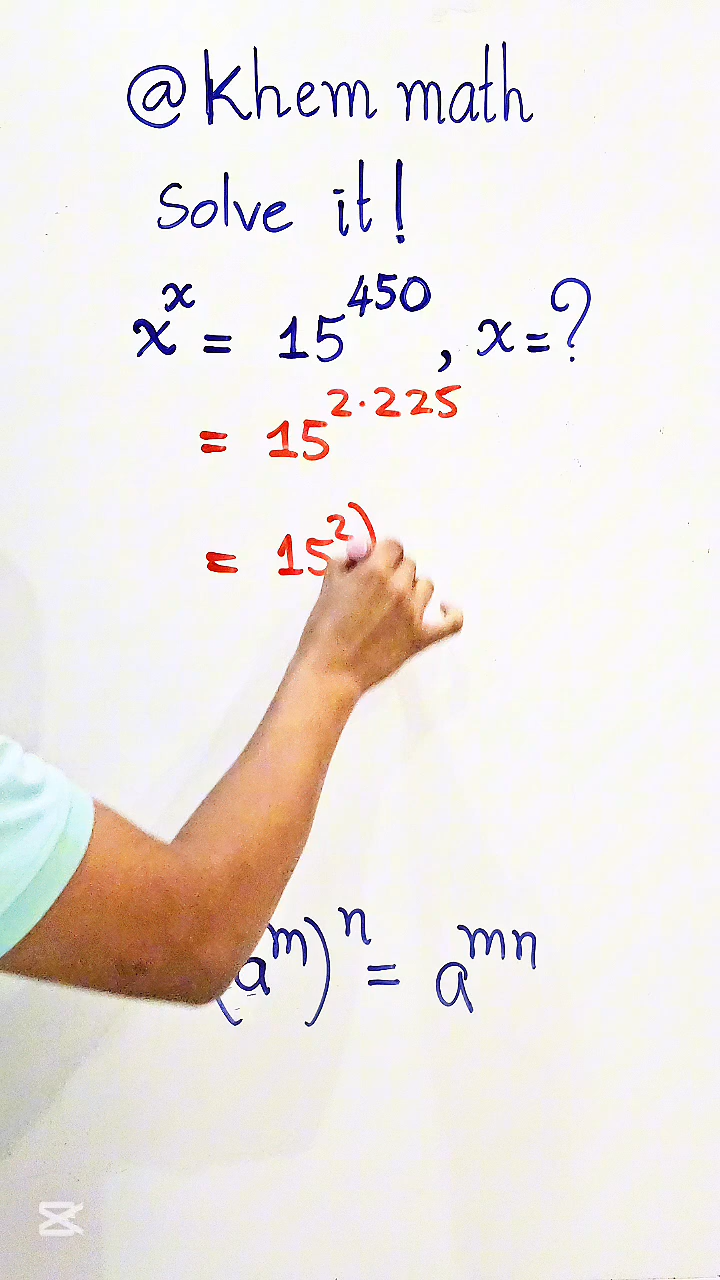 @Khem math
Solve it!
x^x = 15^450, x=?
= 15^2·225
= 15^2)
(a^m)^n = a^mn